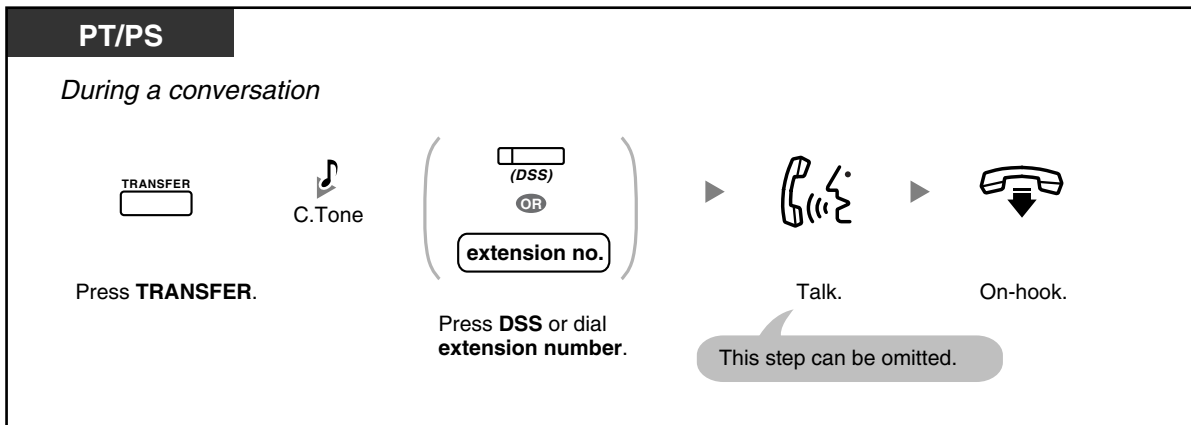 PT/PS
During a conversation
TRANSFER
C.Tone
(DSS)
OR
extension no.
Press TRANSFER.
Press DSS or dial
extension number.
Talk.
On-hook.
This step can be omitted.